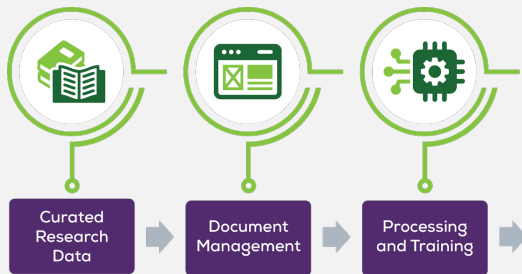 Curated
Research
Data
Document
Management
Processing
and Training